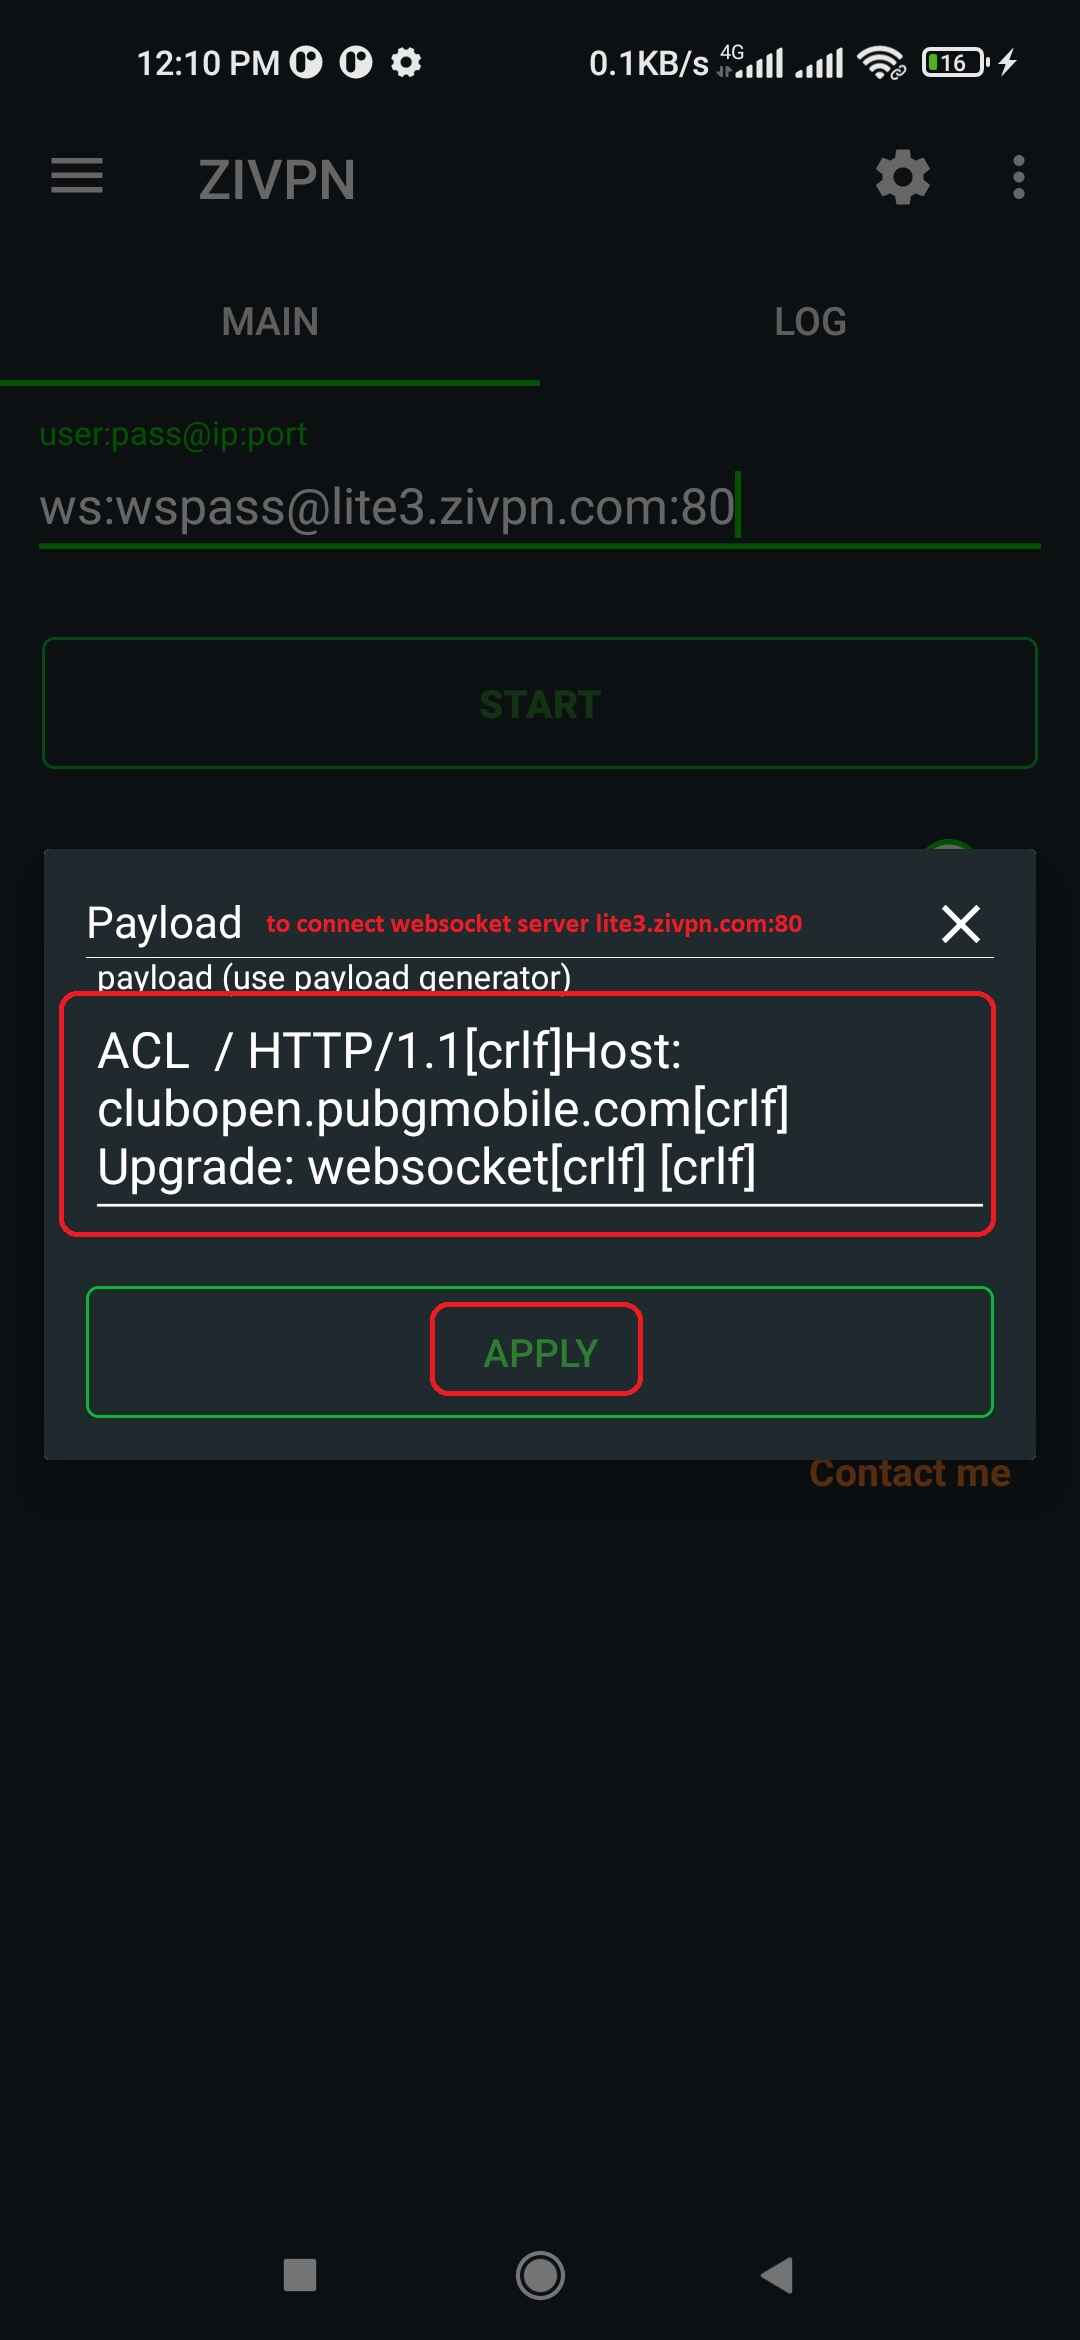 12:10 PM 0.1KB/s 4G 16
ZIVPN
MAIN LOG
user:pass@ip:port
ws:wspass@lite3.zivpn.com:80
START
Payload to connect websocket server lite3.zivpn.com:80
payload (use payload generator)
ACL  / HTTP/1.1[crlf]Host:
clubopen.pubgmobile.com[crlf]
Upgrade: websocket[crlf] [crlf]
APPLY
Contact me